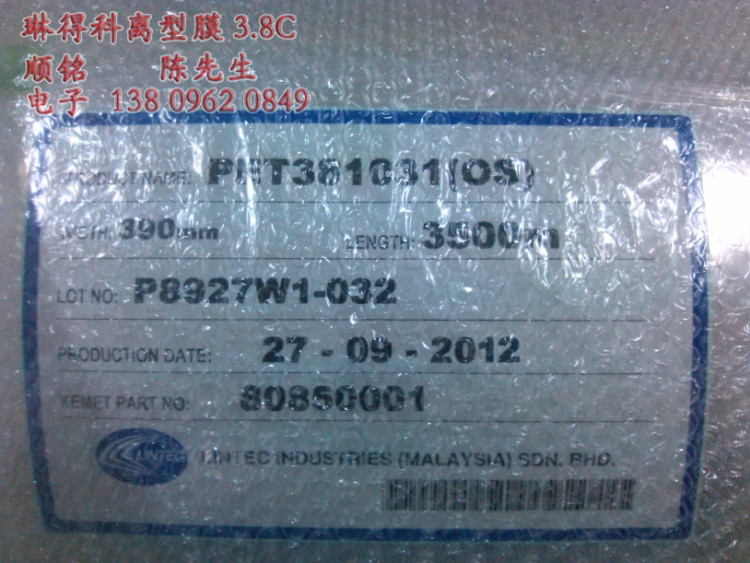 琳得科离型膜 3.8C
顺铭 陈先生
电子 138 0962 0849
PRODUCT NAME: PET381031(OS)
WIDTH: 390mm LENGTH: 3500m
LOT NO: P8927W1-032
PRODUCTION DATE: 27 - 09 - 2012
KEMET PART NO: 80850001
LINTEC LINTEC INDUSTRIES (MALAYSIA) SDN. BHD.